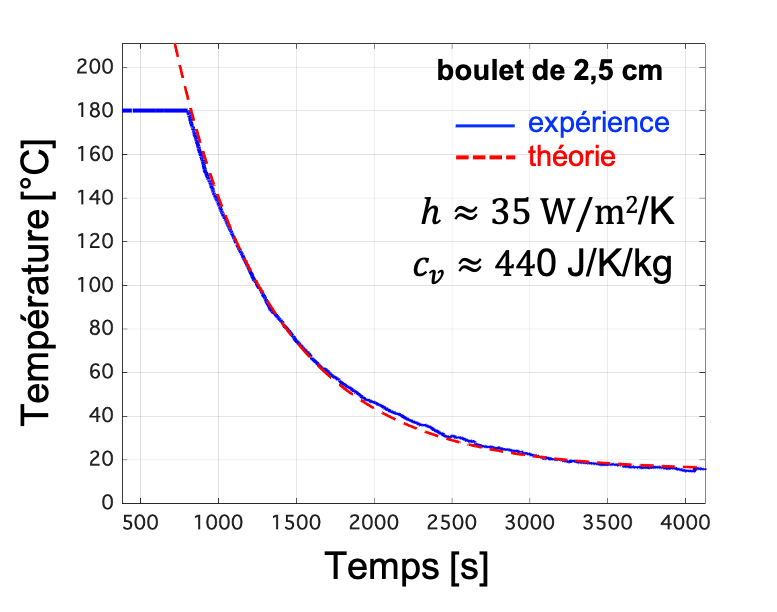 boulet de 2,5 cm
expérience
théorie
h ≈ 35 W/m²/K
cᵥ ≈ 440 J/K/kg
Température [°C]
200
180
160
140
120
100
80
60
40
20
0
500 1000 1500 2000 2500 3000 3500 4000
Temps [s]